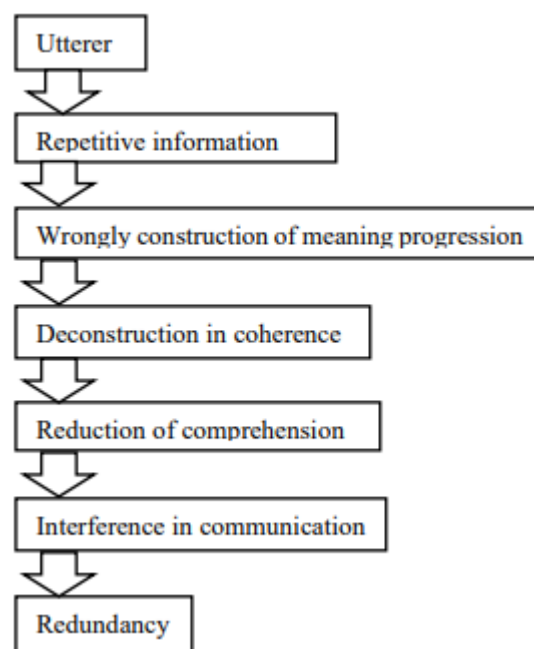 Utterer
Repetitive information
Wrongly construction of meaning progression
Deconstruction in coherence
Reduction of comprehension
Interference in communication
Redundancy